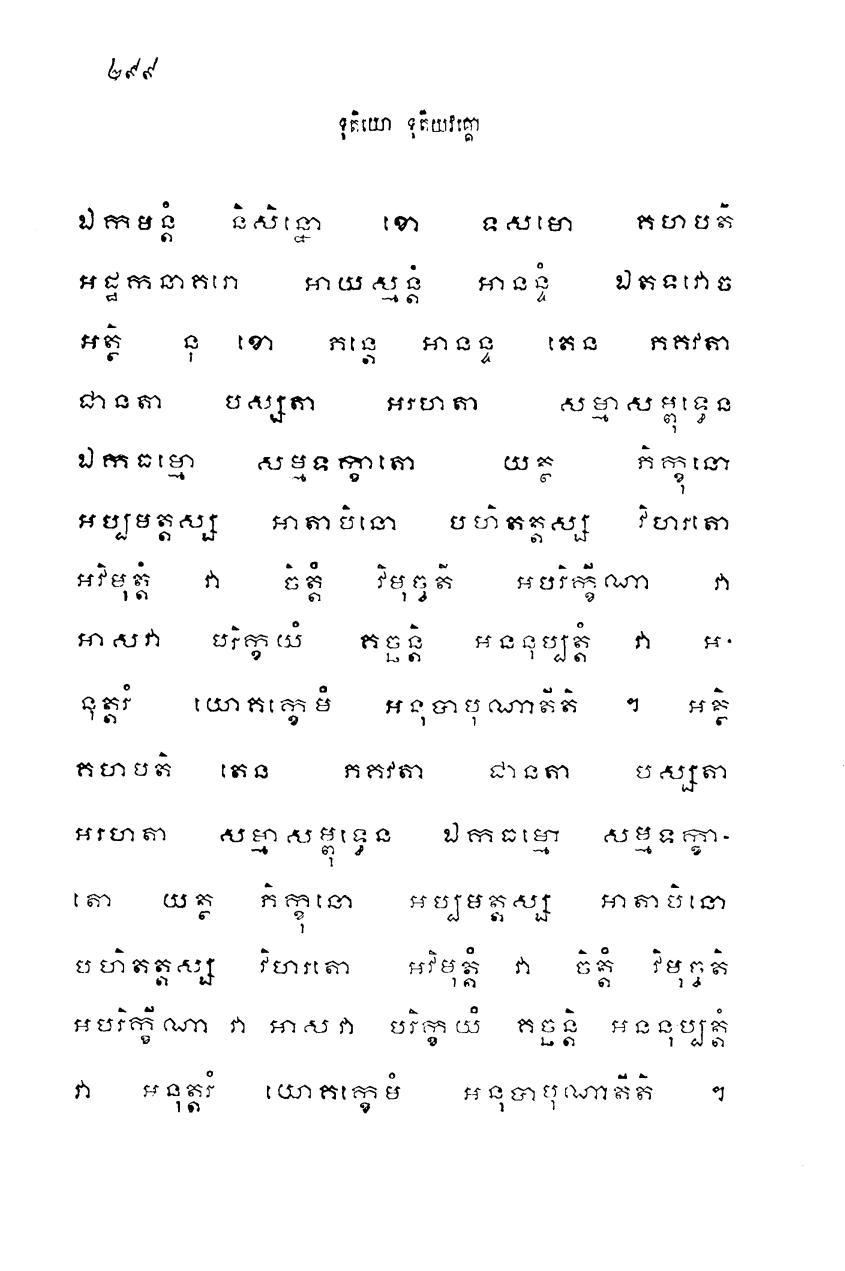 ២៩៩
ទុតិយោ ទុតិយវគ្គោ
ឯកមន្តំ និសិន្នោ ខោ ទសមោ គហបតិ
អដ្ឋកនាគរោ អាយស្មន្តំ អានន្ទំ ឯតទវោច
អត្ថិ នុ ខោ ភន្តេ អានន្ទ តេន ភគវតា
ជានតា បស្សតា អរហតា សម្មាសម្ពុទ្ធេន
ឯកធម្មោ សម្មទក្ខាតោ យត្ថ ភិក្ខុនោ
អប្បមត្តស្ស អាតាបិនោ បហិតត្តស្ស វិហរតោ
អវិមុត្តំ វា ចិត្តំ វិមុច្ចតិ អបរិក្ខីណា វា
អាសវា បរិក្ខយំ គច្ឆន្តិ អននុប្បត្តំ វា អ-
នុត្តរំ យោគក្ខេមំ អនុបាបុណាតីតិ ។ អត្ថិ
គហបតិ តេន ភគវតា ជានតា បស្សតា
អរហតា សម្មាសម្ពុទ្ធេន ឯកធម្មោ សម្មទក្ខា-
តោ យត្ថ ភិក្ខុនោ អប្បមត្តស្ស អាតាបិនោ
បហិតត្តស្ស វិហរតោ អវិមុត្តំ វា ចិត្តំ វិមុច្ចតិ
អបរិក្ខីណា វា អាសវា បរិក្ខយំ គច្ឆន្តិ អននុប្បត្តំ
វា អនុត្តរំ យោគក្ខេមំ អនុបាបុណាតីតិ ។